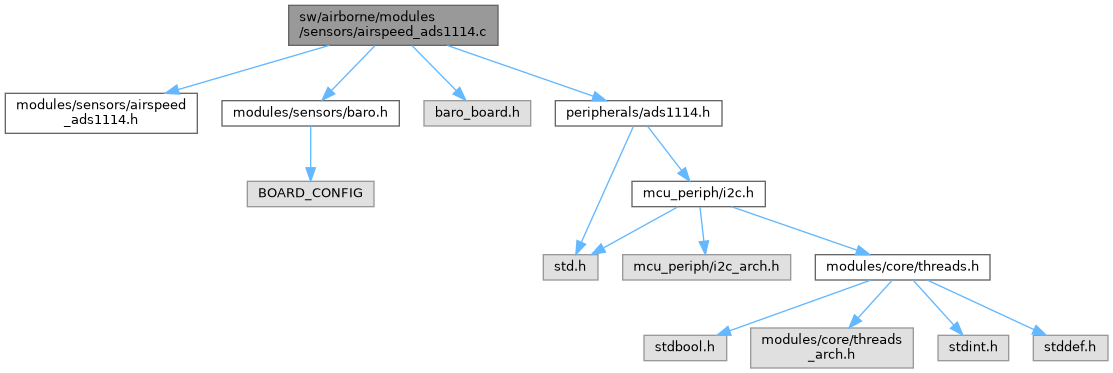 sw/airborne/modules
/sensors/airspeed_ads1114.c
modules/sensors/airspeed
_ads1114.h
modules/sensors/baro.h
baro_board.h
peripherals/ads1114.h
BOARD_CONFIG
mcu_periph/i2c.h
std.h
mcu_periph/i2c_arch.h
modules/core/threads.h
stdbool.h
modules/core/threads
_arch.h
stdint.h
stddef.h